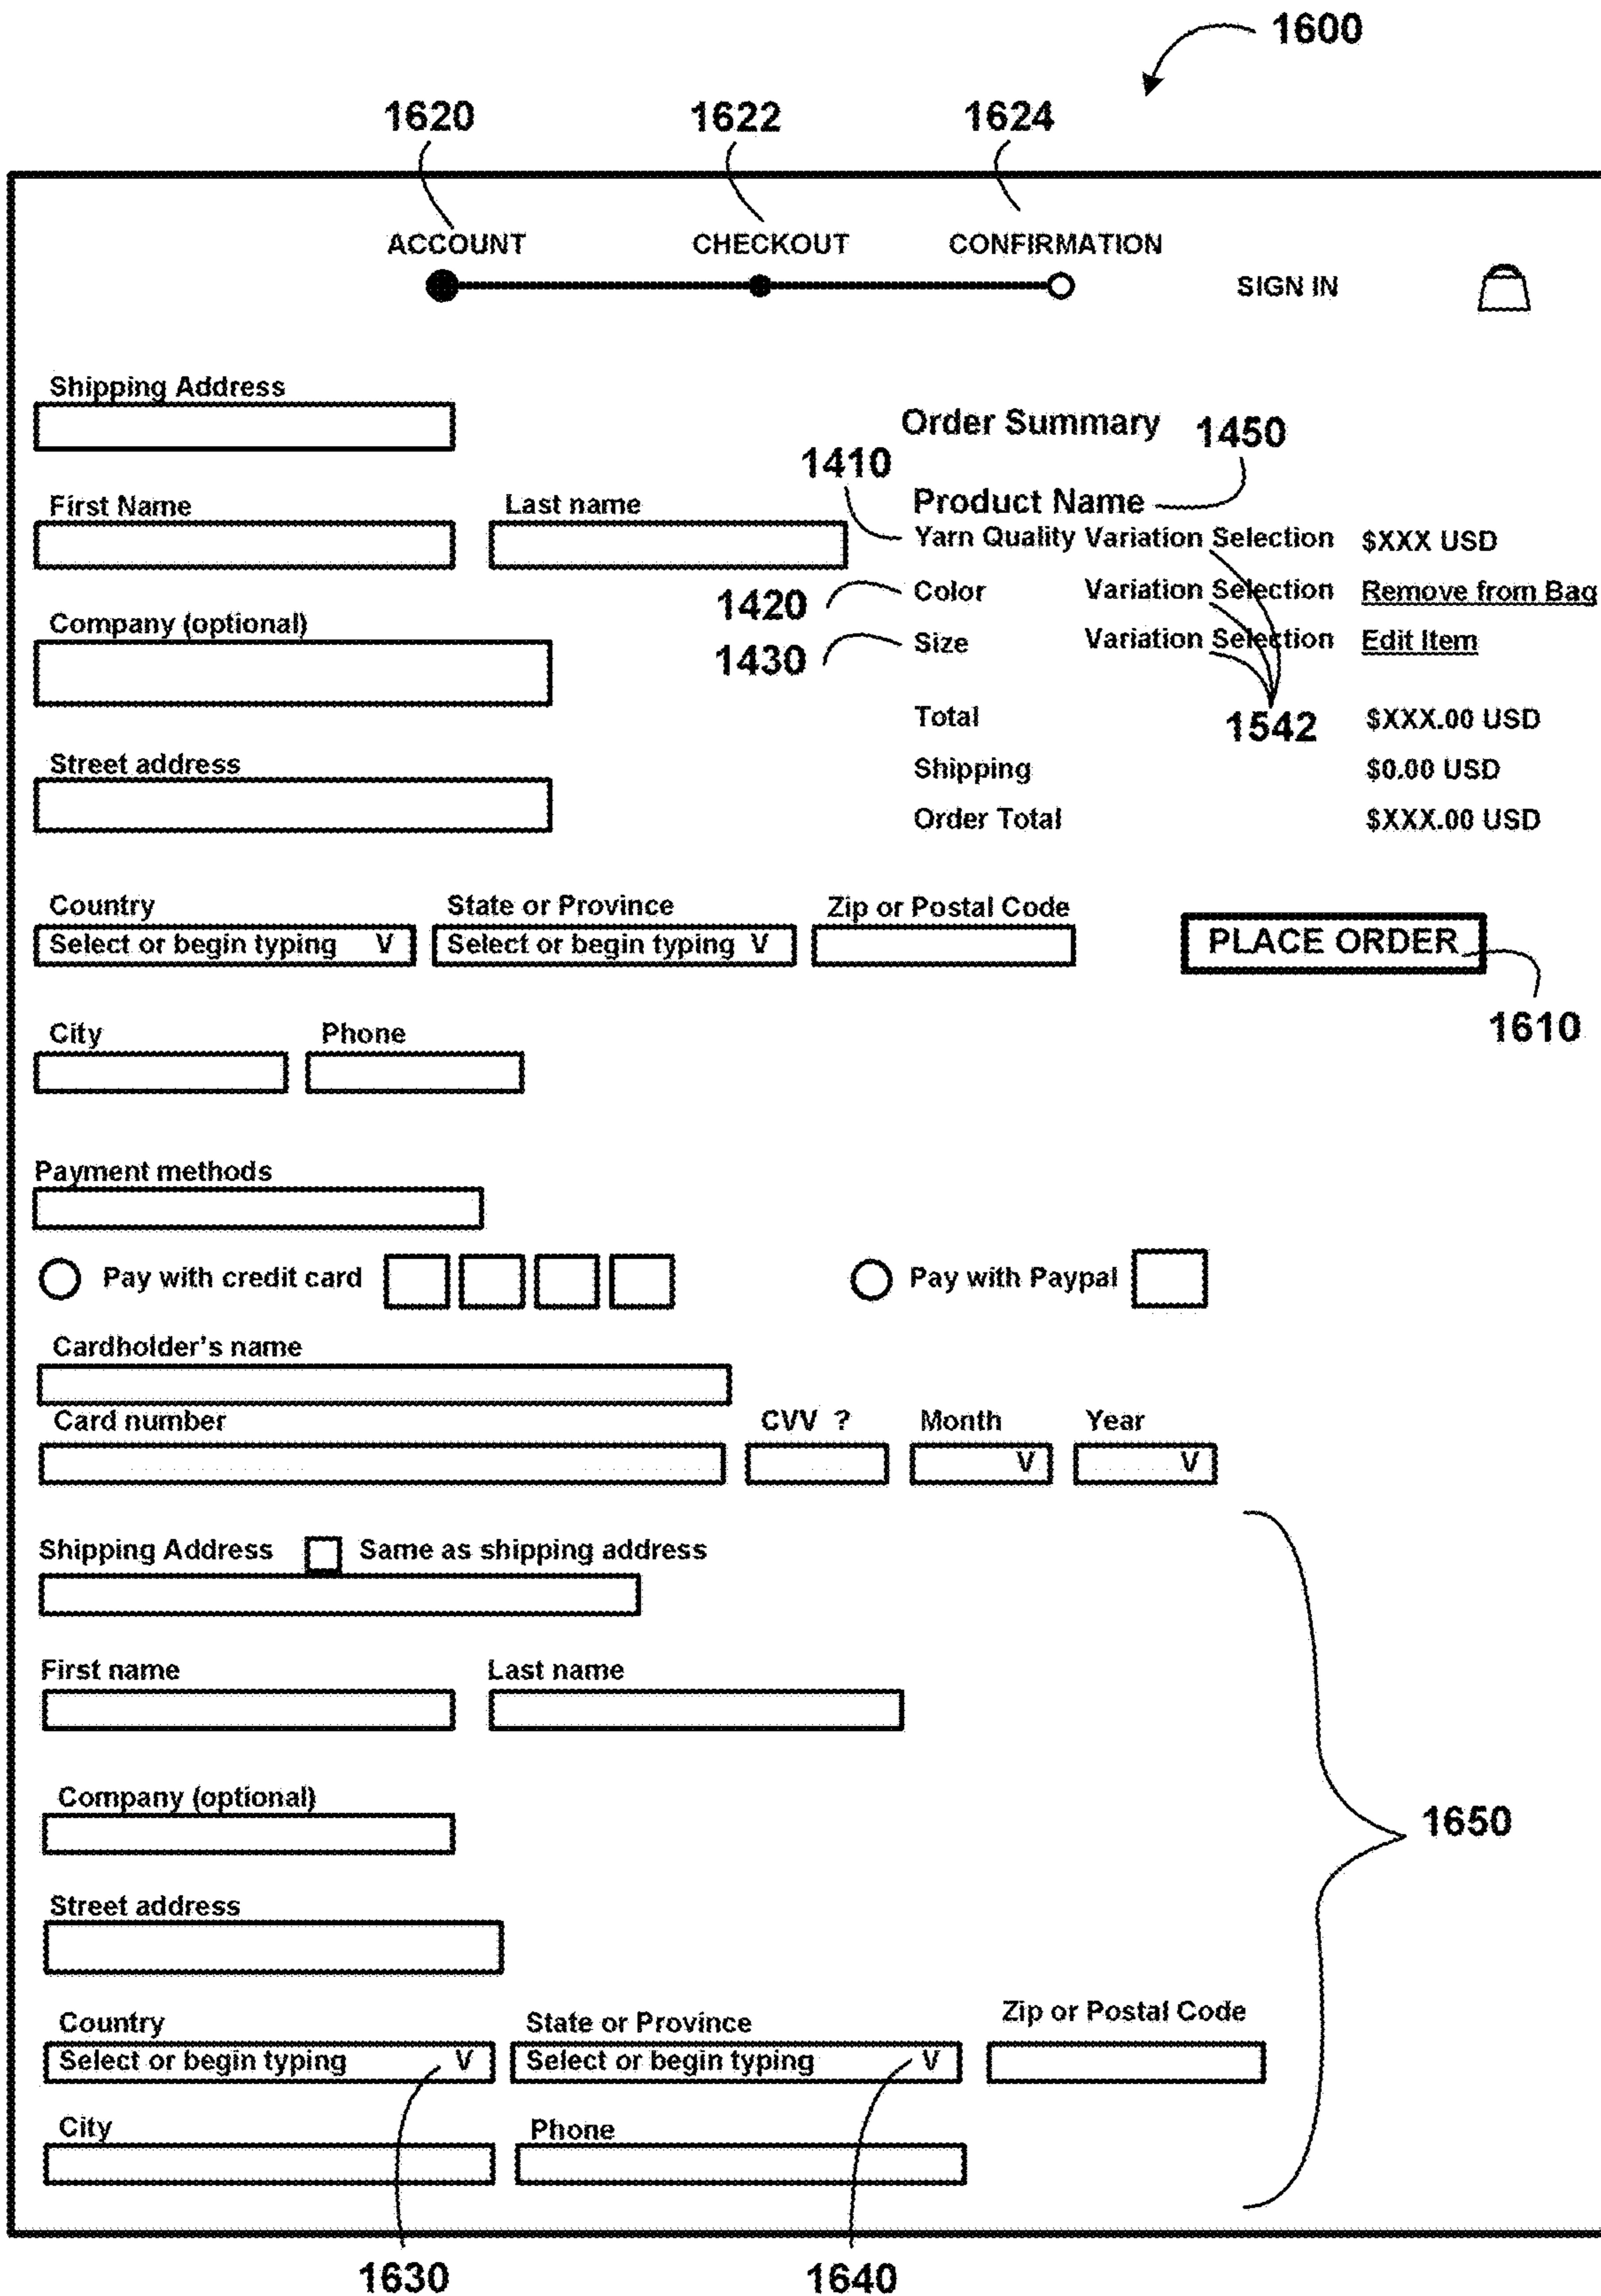 1600
1620 1622 1624
ACCOUNT CHECKOUT CONFIRMATION
SIGN IN
Shipping Address
Order Summary 1450
1410
Product Name
First Name Last name
Yarn Quality Variation Selection $XXX USD
1420 Color Variation Selection Remove from Bag
Company (optional)
1430 Size Variation Selection Edit Item
Total 1542 $XXX.00 USD
Street address
Shipping $0.00 USD
Order Total $XXX.00 USD
Country State or Province Zip or Postal Code
Select or begin typing V Select or begin typing V PLACE ORDER
1610
City Phone
Payment methods
Pay with credit card Pay with Paypal
Cardholder's name
Card number CVV ? Month Year
V V
Shipping Address Same as shipping address
First name Last name
Company (optional)
1650
Street address
Country State or Province Zip or Postal Code
Select or begin typing V Select or begin typing V
City Phone
1630 1640